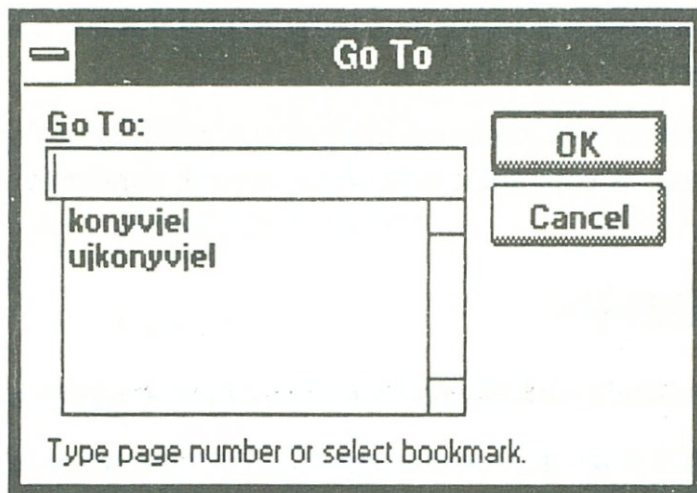 Go To
Go To:
OK
Cancel
konyvjel
ujkonyvjel
Type page number or select bookmark.